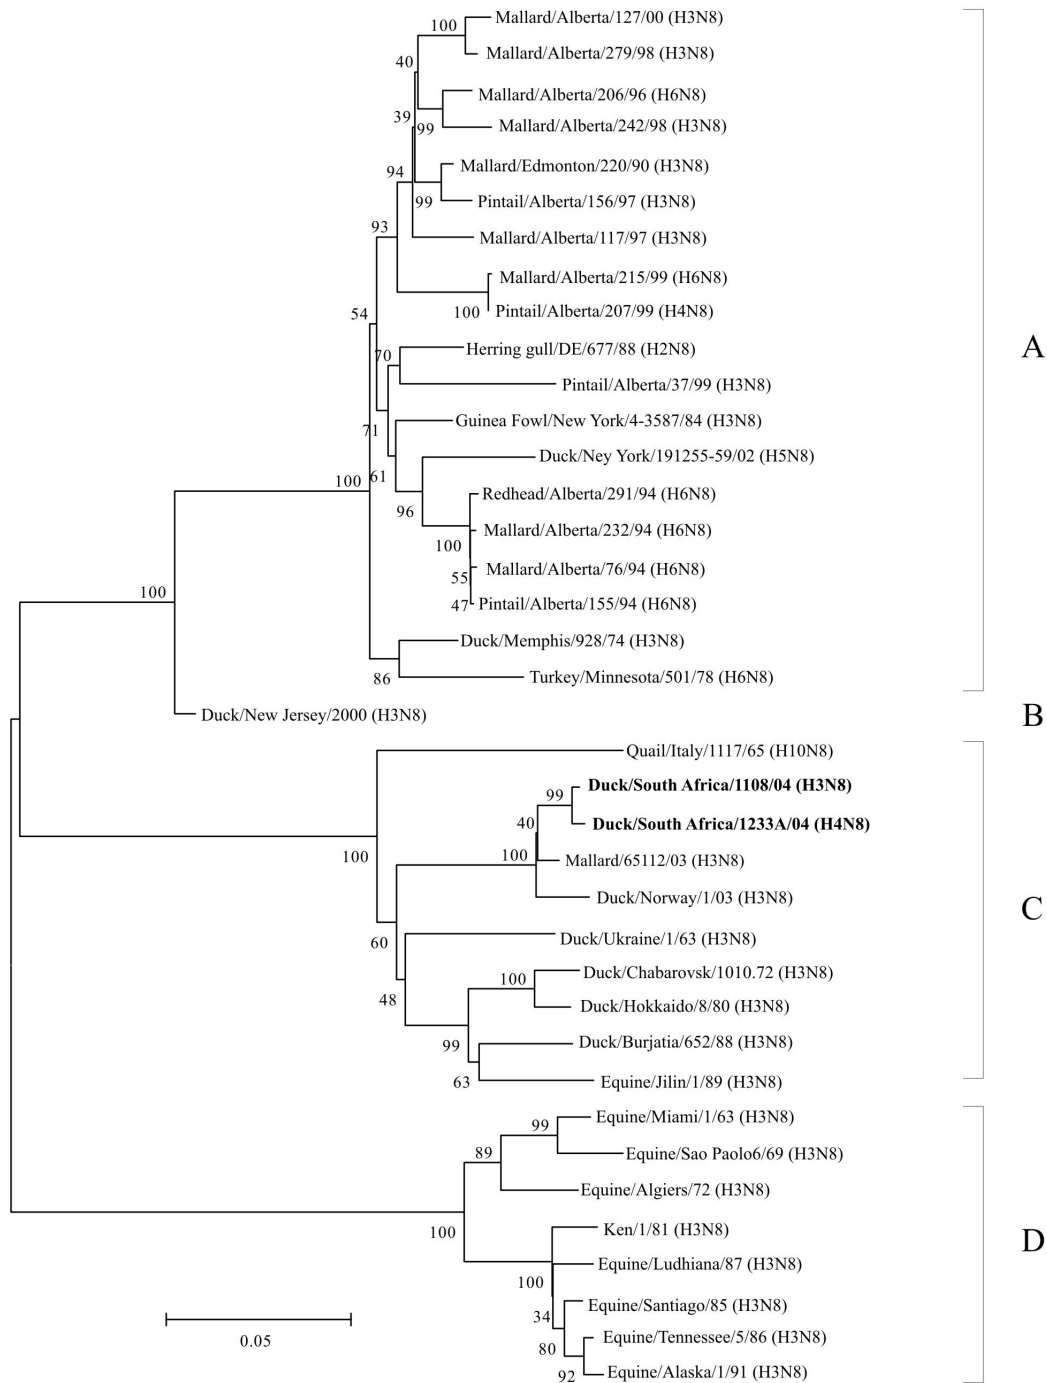 Mallard/Alberta/127/00 (H3N8)
100
Mallard/Alberta/279/98 (H3N8)
40
Mallard/Alberta/206/96 (H6N8)
39
99
Mallard/Alberta/242/98 (H3N8)
Mallard/Edmonton/220/90 (H3N8)
94
99
Pintail/Alberta/156/97 (H3N8)
93
Mallard/Alberta/117/97 (H3N8)
Mallard/Alberta/215/99 (H6N8)
100
Pintail/Alberta/207/99 (H4N8)
54
A
Herring gull/DE/677/88 (H2N8)
70
Pintail/Alberta/37/99 (H3N8)
Guinea Fowl/New York/4-3587/84 (H3N8)
71
Duck/Ney York/191255-59/02 (H5N8)
61
100
Redhead/Alberta/291/94 (H6N8)
96
Mallard/Alberta/232/94 (H6N8)
100
Mallard/Alberta/76/94 (H6N8)
55
100
47
Pintail/Alberta/155/94 (H6N8)
Duck/Memphis/928/74 (H3N8)
86
Turkey/Minnesota/501/78 (H6N8)
Duck/New Jersey/2000 (H3N8)
B
Quail/Italy/1117/65 (H10N8)
Duck/South Africa/1108/04 (H3N8)
99
40
Duck/South Africa/1233A/04 (H4N8)
100
100
Mallard/65112/03 (H3N8)
Duck/Norway/1/03 (H3N8)
C
60
Duck/Ukraine/1/63 (H3N8)
Duck/Chabarovsk/1010.72 (H3N8)
100
48
Duck/Hokkaido/8/80 (H3N8)
99
Duck/Burjatia/652/88 (H3N8)
63
Equine/Jilin/1/89 (H3N8)
Equine/Miami/1/63 (H3N8)
99
89
Equine/Sao Paolo6/69 (H3N8)
Equine/Algiers/72 (H3N8)
100
Ken/1/81 (H3N8)
D
Equine/Ludhiana/87 (H3N8)
100
Equine/Santiago/85 (H3N8)
34
Equine/Tennessee/5/86 (H3N8)
0.05
80
Equine/Alaska/1/91 (H3N8)
92